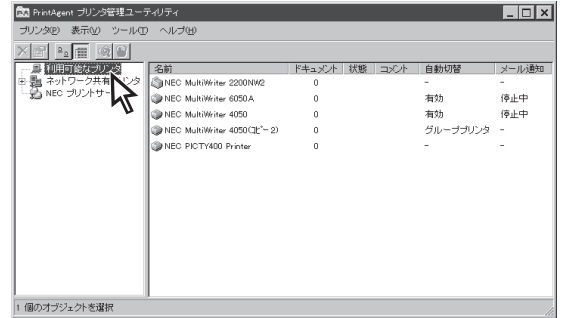 PrintAgent プリンタ管理ユーティリティ
プリンタ(P) 表示(V) ツール(T) ヘルプ(H)
利用可能なプリンタ
ネットワーク共有プリンタ
NEC プリントサー
名前 ドキュメント 状態 コメント 自動切替 メール通知
NEC MultiWriter 2200NW2 0 - -
NEC MultiWriter 6050A 0 有効 停止中
NEC MultiWriter 4050 0 有効 停止中
NEC MultiWriter 4050(コピー 2) 0 グループプリンタ -
NEC PICTY400 Printer 0 - -
1 個のオブジェクトを選択